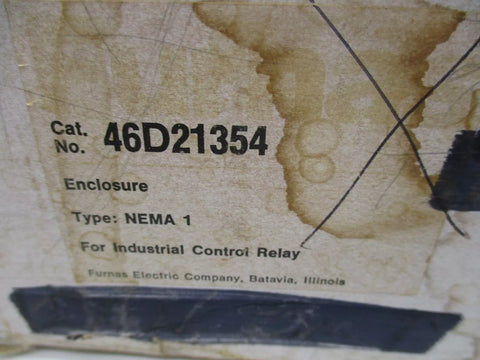 Cat. No. 46D21354
Enclosure
Type: NEMA 1
For Industrial Control Relay
Furnas Electric Company, Batavia, Illinois